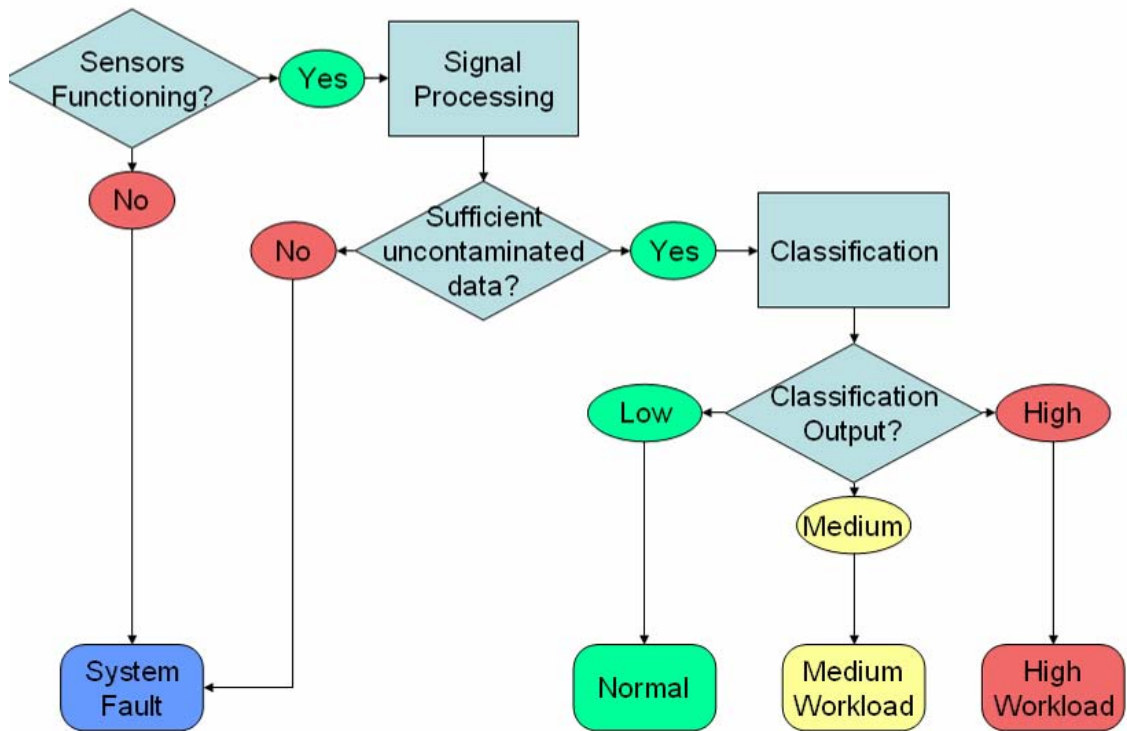 Sensors
Functioning?
Yes
Signal
Processing
No
Sufficient
uncontaminated
data?
No
Yes
Classification
Classification
Output?
Low
High
Medium
System
Fault
Normal
Medium
Workload
High
Workload